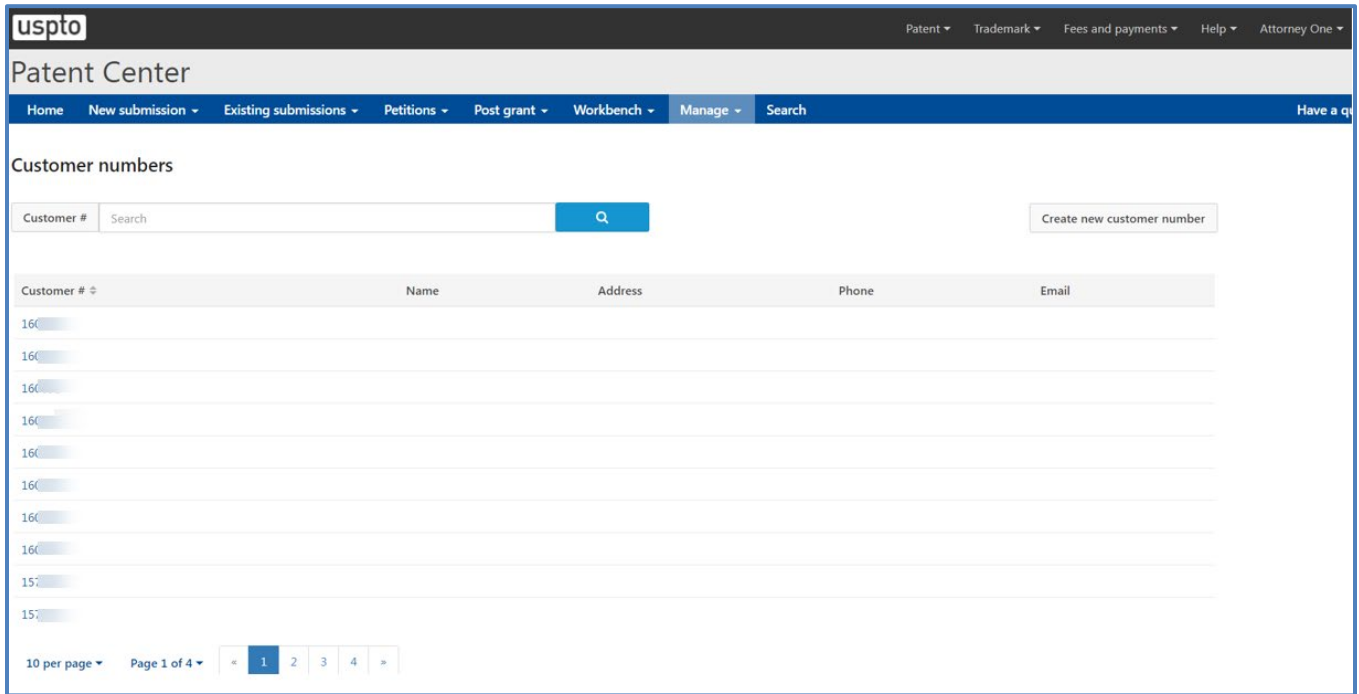 uspto
Patent Trademark Fees and payments Help Attorney One
Patent Center
Home New submission Existing submissions Petitions Post grant Workbench Manage Search Have a
Customer numbers
Customer # Search Create new customer number
Customer # Name Address Phone Email
10 per page Page 1 of 4 « 1 2 3 4 »